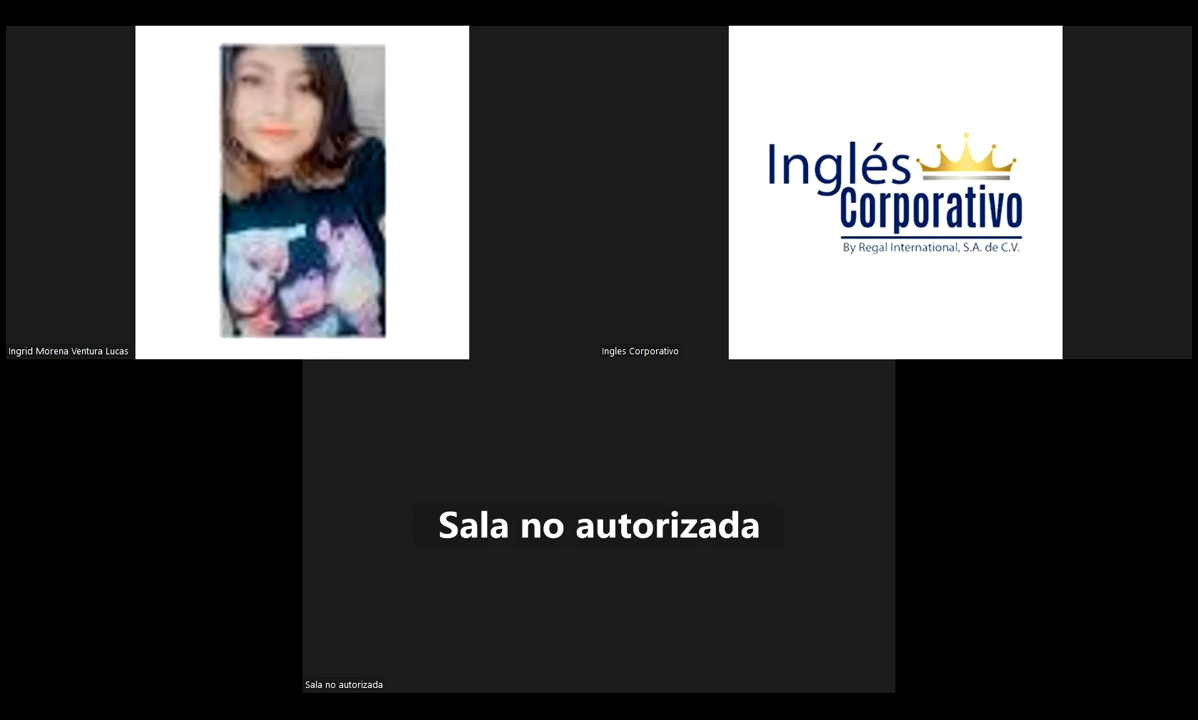 Inglés
Corporativo
By Regal International, S.A. de C.V.
Ingrid Morena Ventura Lucas
Ingles Corporativo
Sala no autorizada
Sala no autorizada